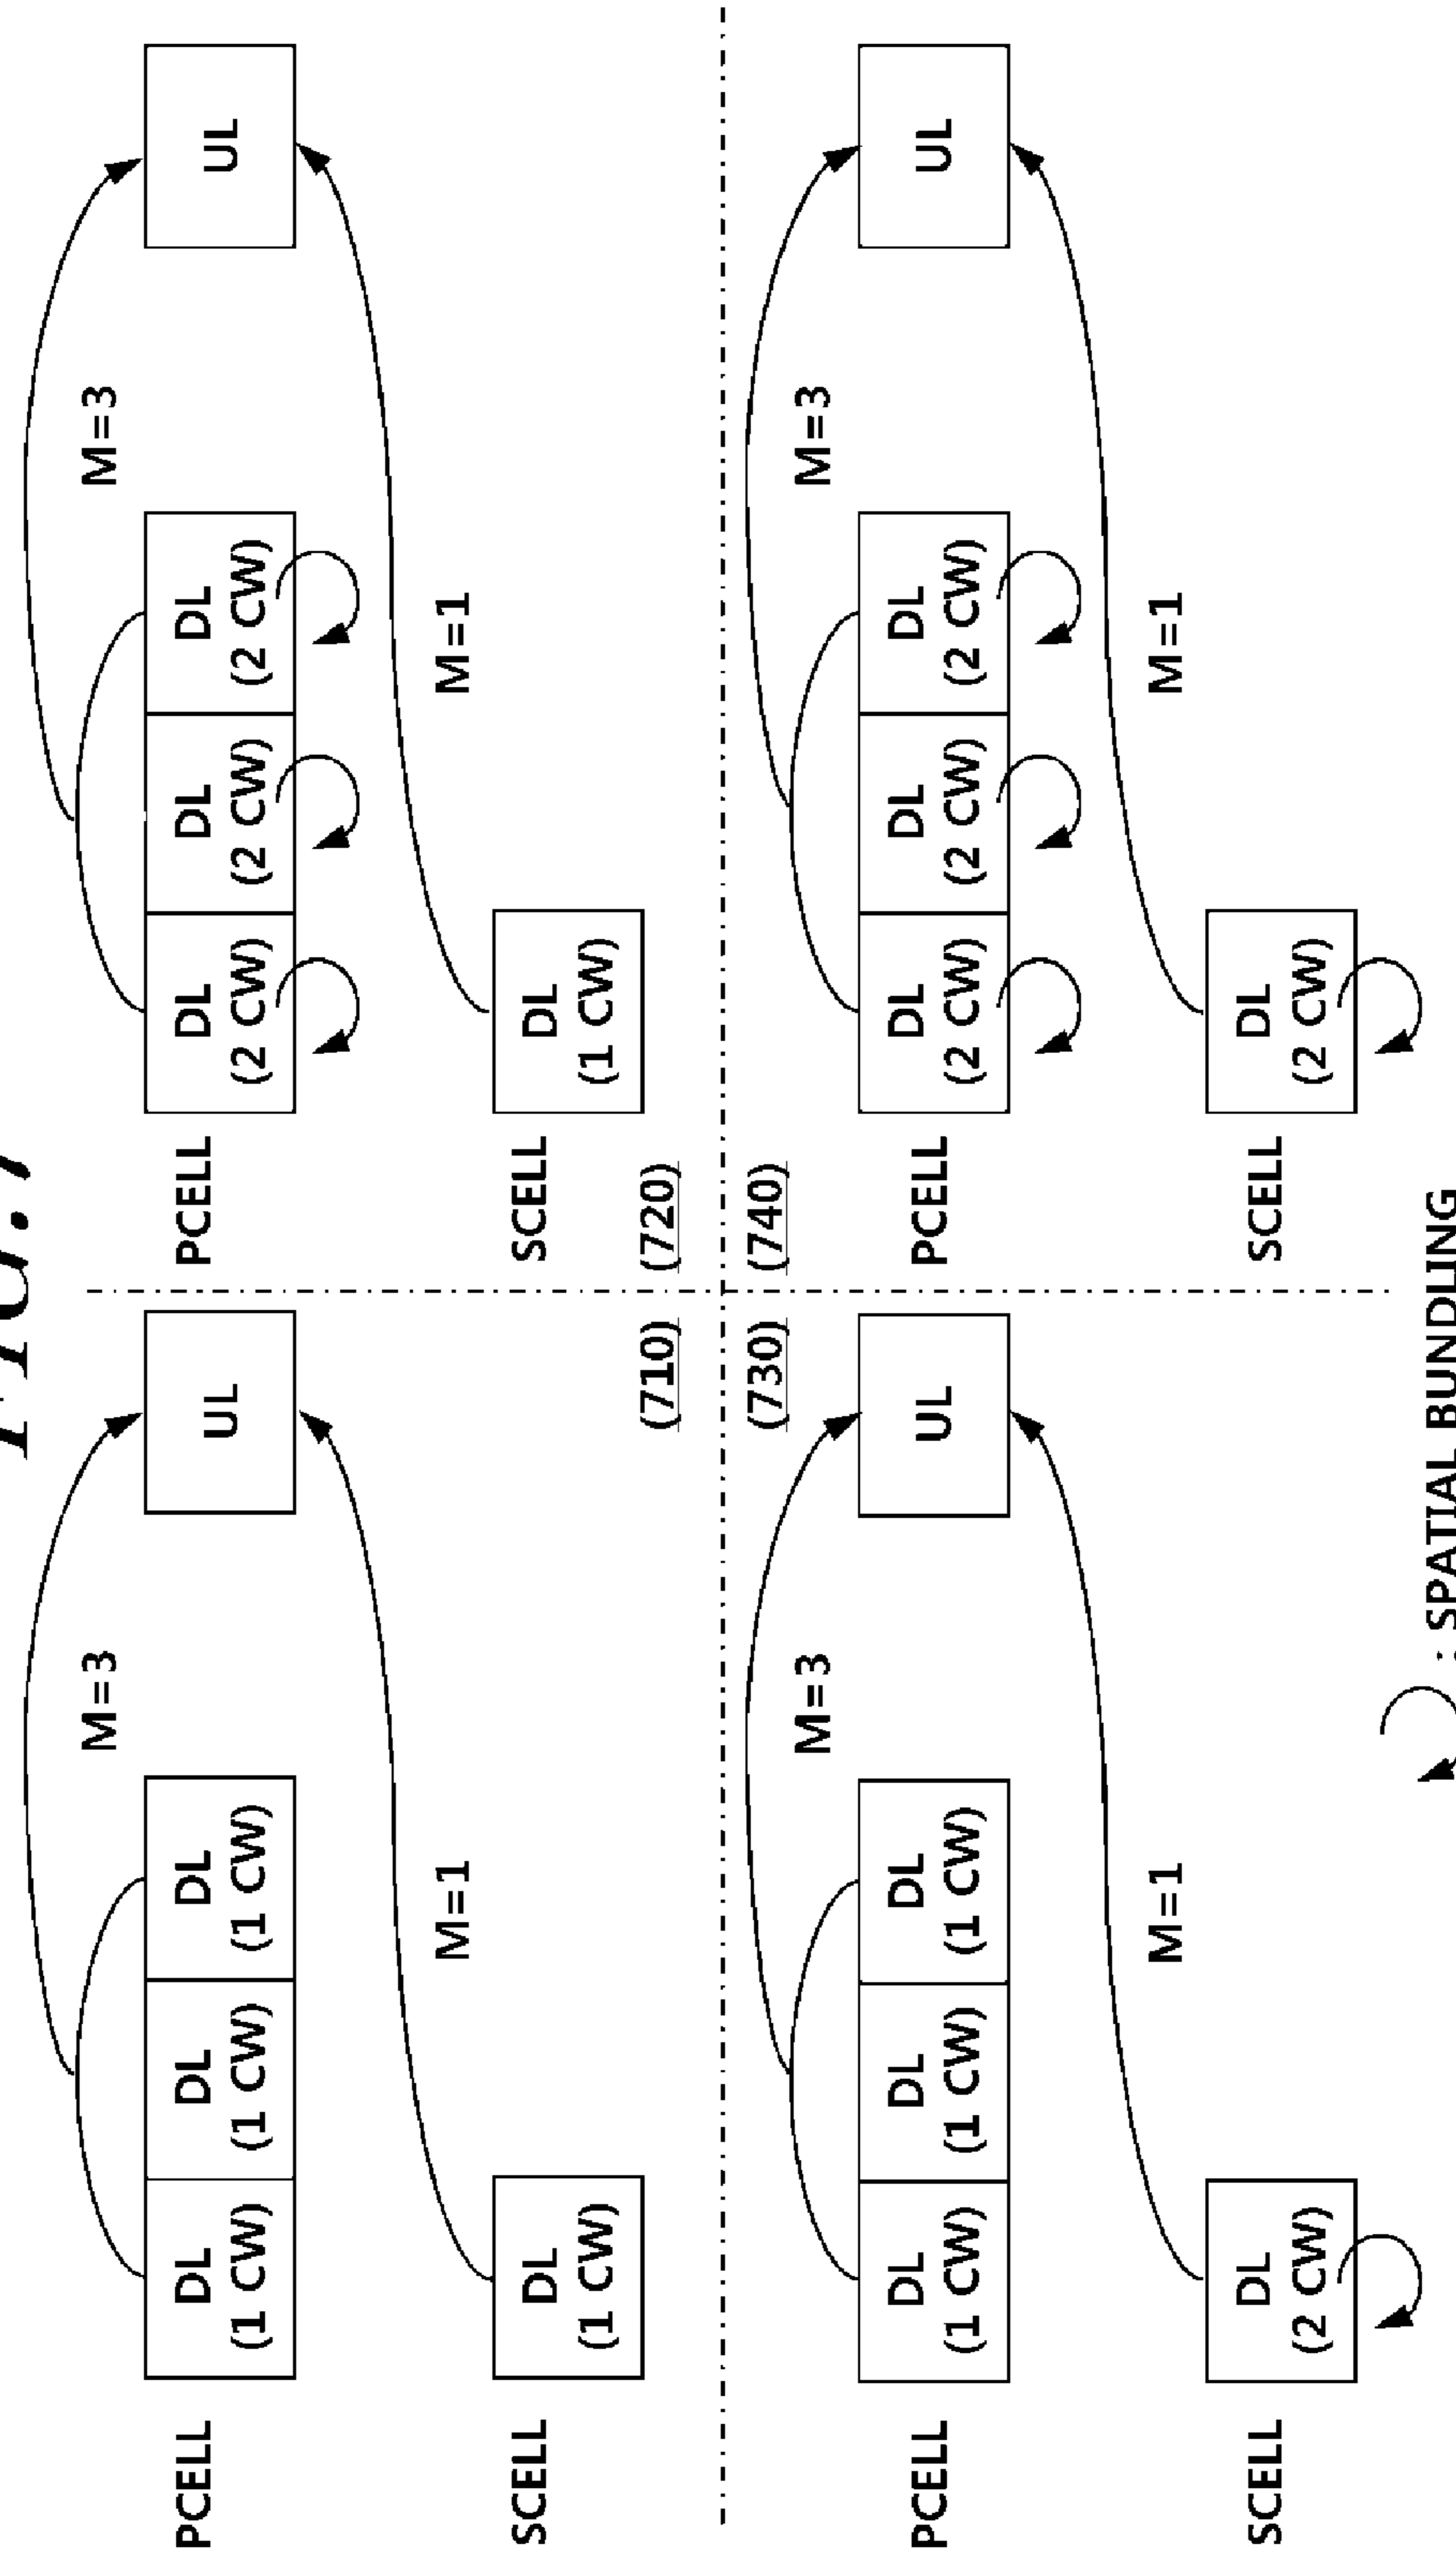 FIG. 7
M=3
PCELL
DL
(1 CW)
DL
(1 CW)
DL
(1 CW)
UL
M=1
SCELL
DL
(1 CW)
(710)
M=3
PCELL
DL
(2 CW)
DL
(2 CW)
DL
(2 CW)
UL
M=1
SCELL
DL
(1 CW)
(720)
(730)
M=3
PCELL
DL
(1 CW)
DL
(1 CW)
DL
(1 CW)
UL
M=1
SCELL
DL
(2 CW)
(740)
M=3
PCELL
DL
(2 CW)
DL
(2 CW)
DL
(2 CW)
UL
M=1
SCELL
DL
(2 CW)
: SPATIAL BUNDLING